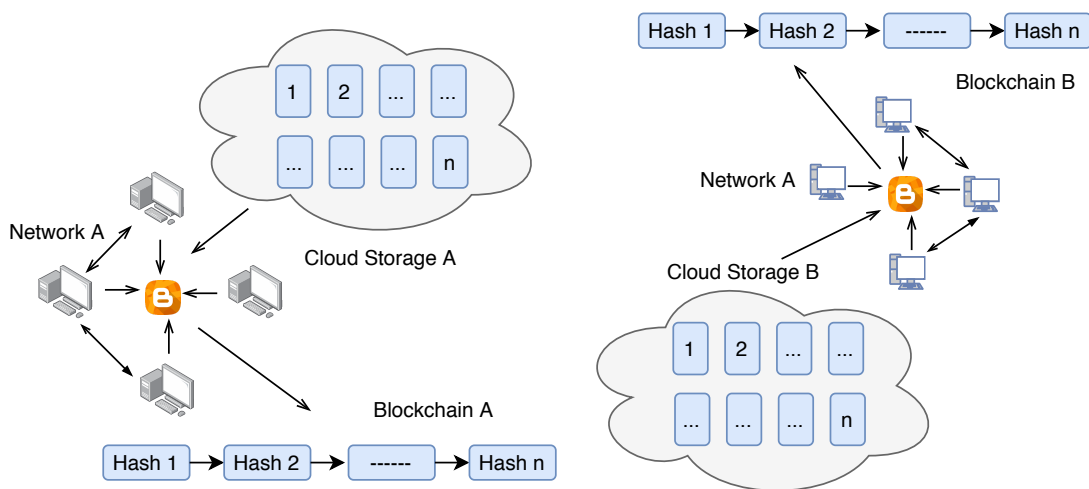 1 2 ... ...
... ... ... n
Network A
Cloud Storage A
Blockchain A
Hash 1 Hash 2 ------ Hash n
Hash 1 Hash 2 ------ Hash n
Blockchain B
Network A
Cloud Storage B
1 2 ... ...
... ... ... n